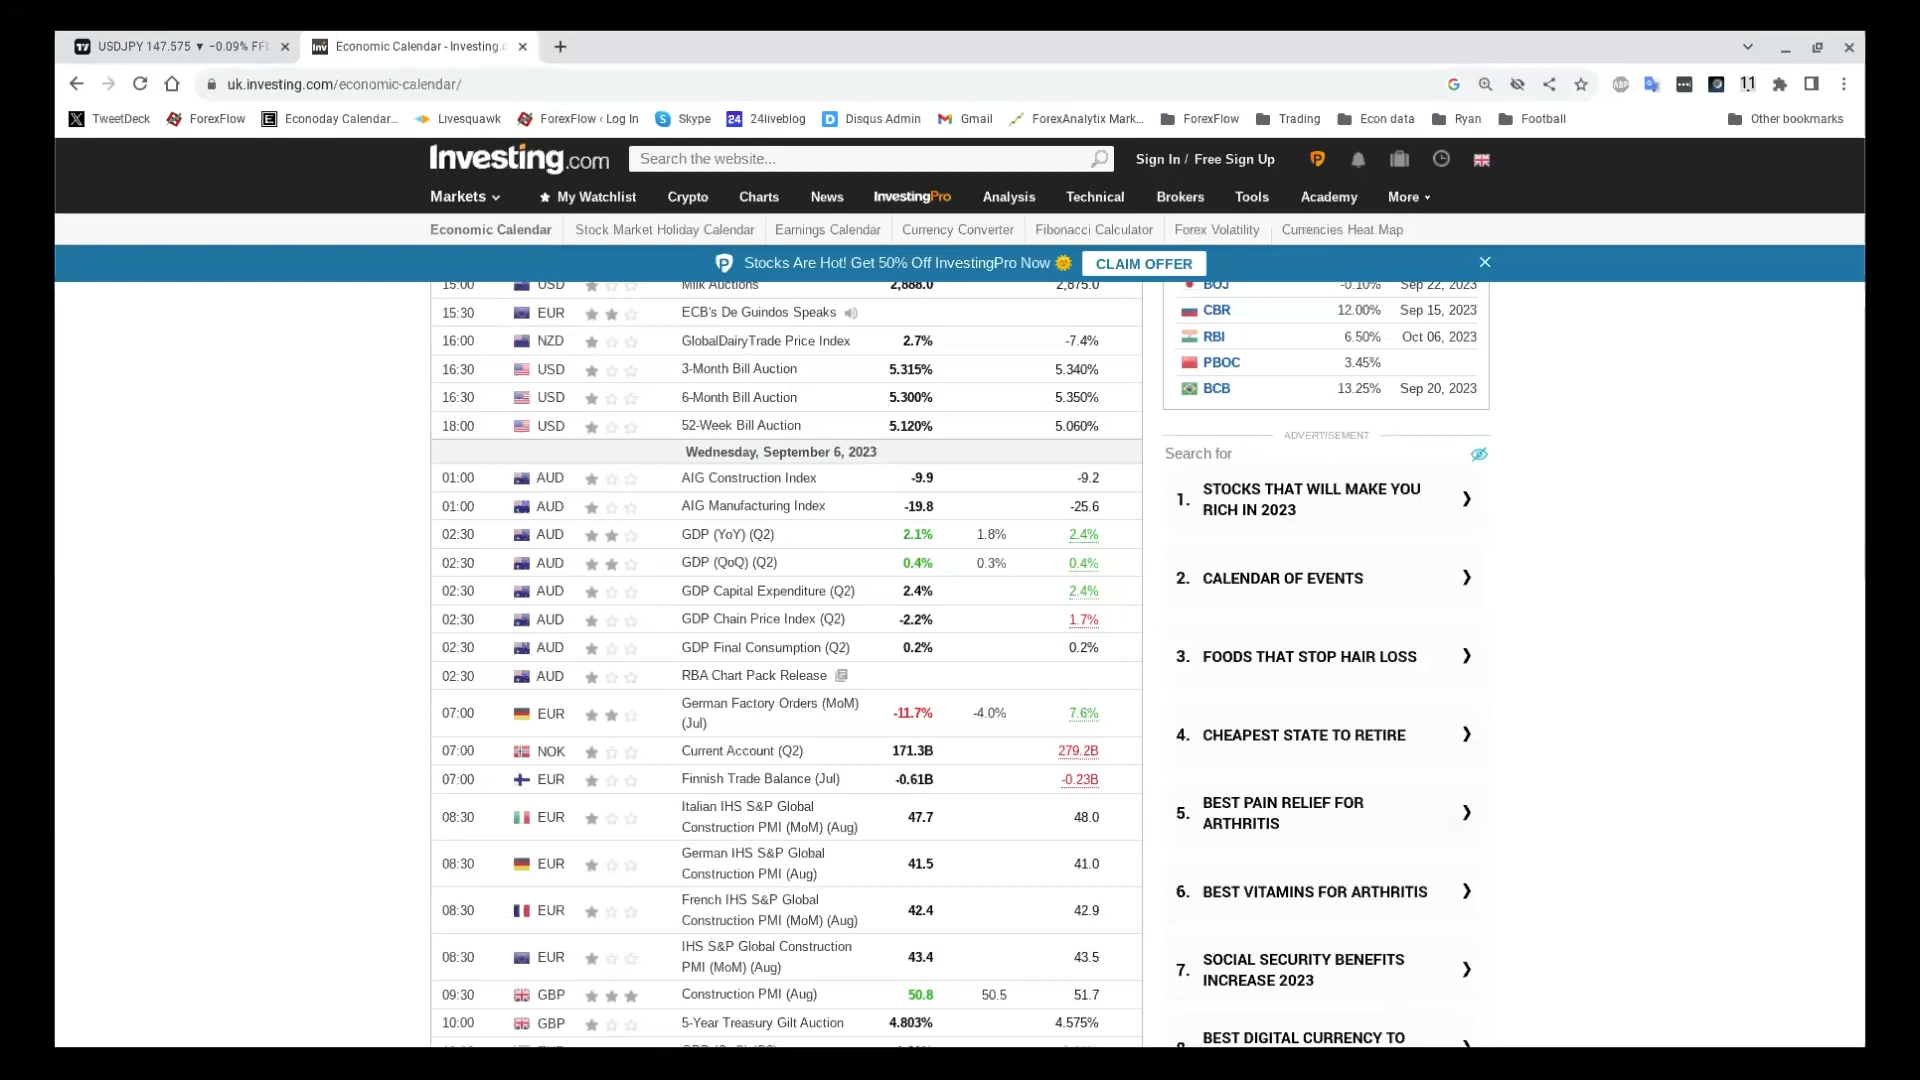 USDJPY 147.575 ▼ −0.09% FF
Economic Calendar - Investing.c
uk.investing.com/economic-calendar/
TweetDeck ForexFlow Econoday Calendar... Livesquawk ForexFlow ‹ Log In Skype 24liveblog Disqus Admin Gmail ForexAnalytix Mark... ForexFlow Trading Econ data Ryan Football Other bookmarks
Investing.com Search the website... Sign In / Free Sign Up
Markets My Watchlist Crypto Charts News InvestingPro Analysis Technical Brokers Tools Academy More
Economic Calendar Stock Market Holiday Calendar Earnings Calendar Currency Converter Fibonacci Calculator Forex Volatility Currencies Heat Map
Stocks Are Hot! Get 50% Off InvestingPro Now CLAIM OFFER
15:00 USD Milk Auctions 2,888.0 2,875.0
15:30 EUR ECB's De Guindos Speaks
16:00 NZD GlobalDairyTrade Price Index 2.7% -7.4%
16:30 USD 3-Month Bill Auction 5.315% 5.340%
16:30 USD 6-Month Bill Auction 5.300% 5.350%
18:00 USD 52-Week Bill Auction 5.120% 5.060%
Wednesday, September 6, 2023
01:00 AUD AIG Construction Index -9.9 -9.2
01:00 AUD AIG Manufacturing Index -19.8 -25.6
02:30 AUD GDP (YoY) (Q2) 2.1% 1.8% 2.4%
02:30 AUD GDP (QoQ) (Q2) 0.4% 0.3% 0.4%
02:30 AUD GDP Capital Expenditure (Q2) 2.4% 2.4%
02:30 AUD GDP Chain Price Index (Q2) -2.2% 1.7%
02:30 AUD GDP Final Consumption (Q2) 0.2% 0.2%
02:30 AUD RBA Chart Pack Release
07:00 EUR German Factory Orders (MoM) -11.7% -4.0% 7.6%
(Jul)
07:00 NOK Current Account (Q2) 171.3B 279.2B
07:00 EUR Finnish Trade Balance (Jul) -0.61B -0.23B
08:30 EUR Italian IHS S&P Global 47.7 48.0
Construction PMI (MoM) (Aug)
08:30 EUR German IHS S&P Global 41.5 41.0
Construction PMI (Aug)
08:30 EUR French IHS S&P Global 42.4 42.9
Construction PMI (MoM) (Aug)
08:30 EUR IHS S&P Global Construction 43.4 43.5
PMI (MoM) (Aug)
09:30 GBP Construction PMI (Aug) 50.8 50.5 51.7
10:00 GBP 5-Year Treasury Gilt Auction 4.803% 4.575%
BOJ -0.10% Sep 22, 2023
CBR 12.00% Sep 15, 2023
RBI 6.50% Oct 06, 2023
PBOC 3.45%
BCB 13.25% Sep 20, 2023
ADVERTISEMENT
Search for
1. STOCKS THAT WILL MAKE YOU
RICH IN 2023
2. CALENDAR OF EVENTS
3. FOODS THAT STOP HAIR LOSS
4. CHEAPEST STATE TO RETIRE
5. BEST PAIN RELIEF FOR
ARTHRITIS
6. BEST VITAMINS FOR ARTHRITIS
7. SOCIAL SECURITY BENEFITS
INCREASE 2023
BEST DIGITAL CURRENCY TO